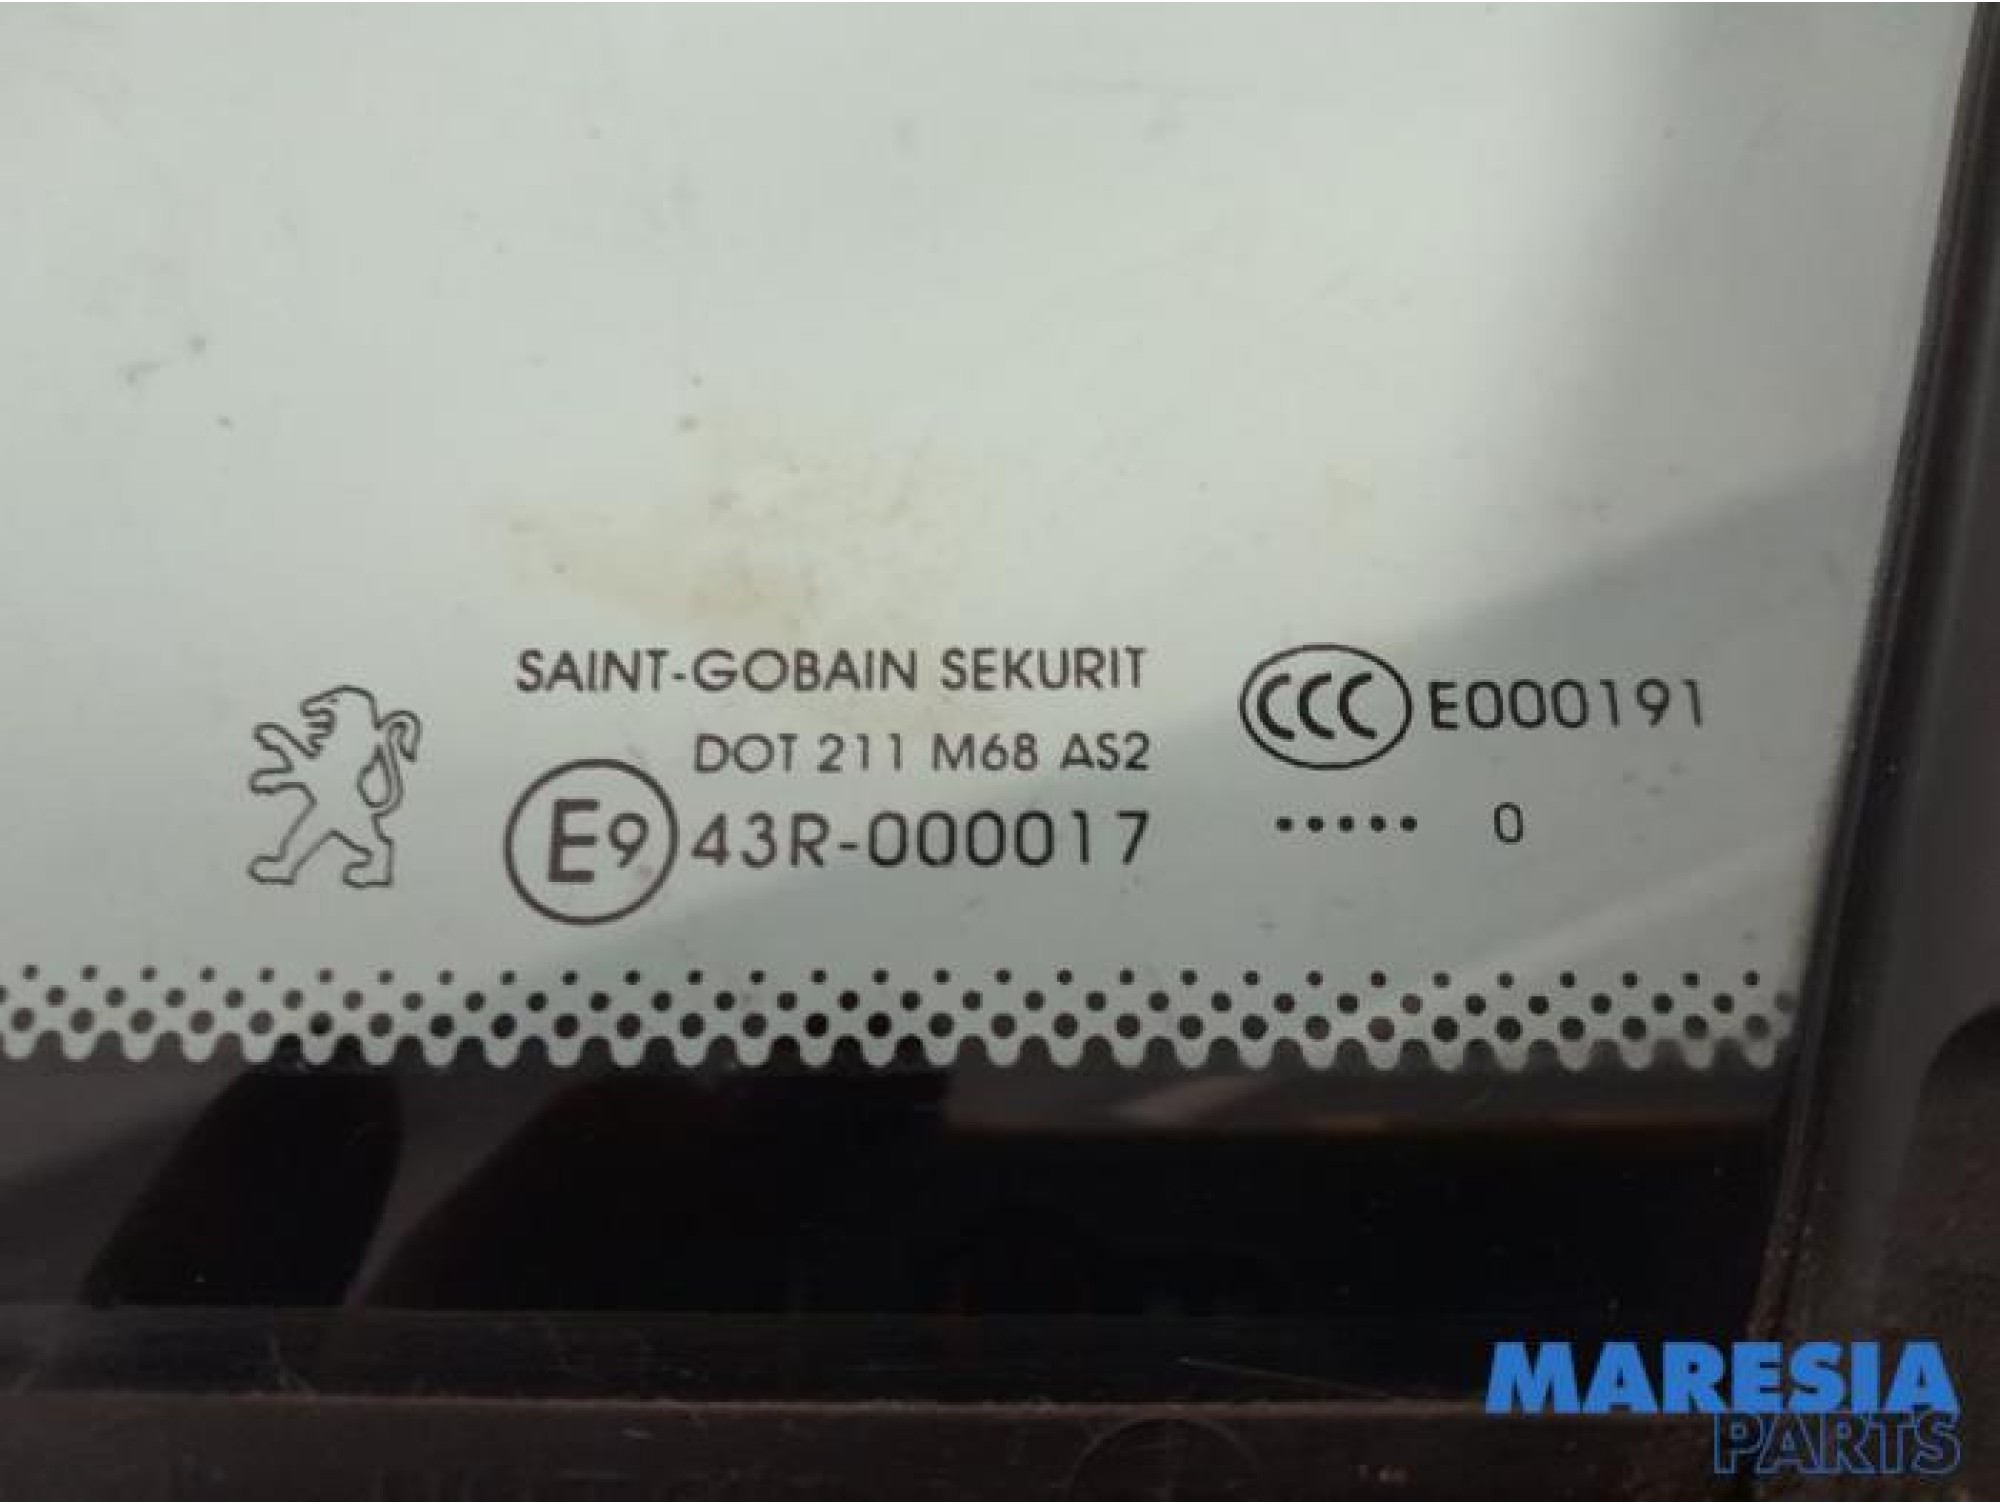 SAINT-GOBAIN SEKURIT
DOT 211 M68 AS2
E9 43R-000017
CCC E000191
..... 0
MARESIA
PARTS